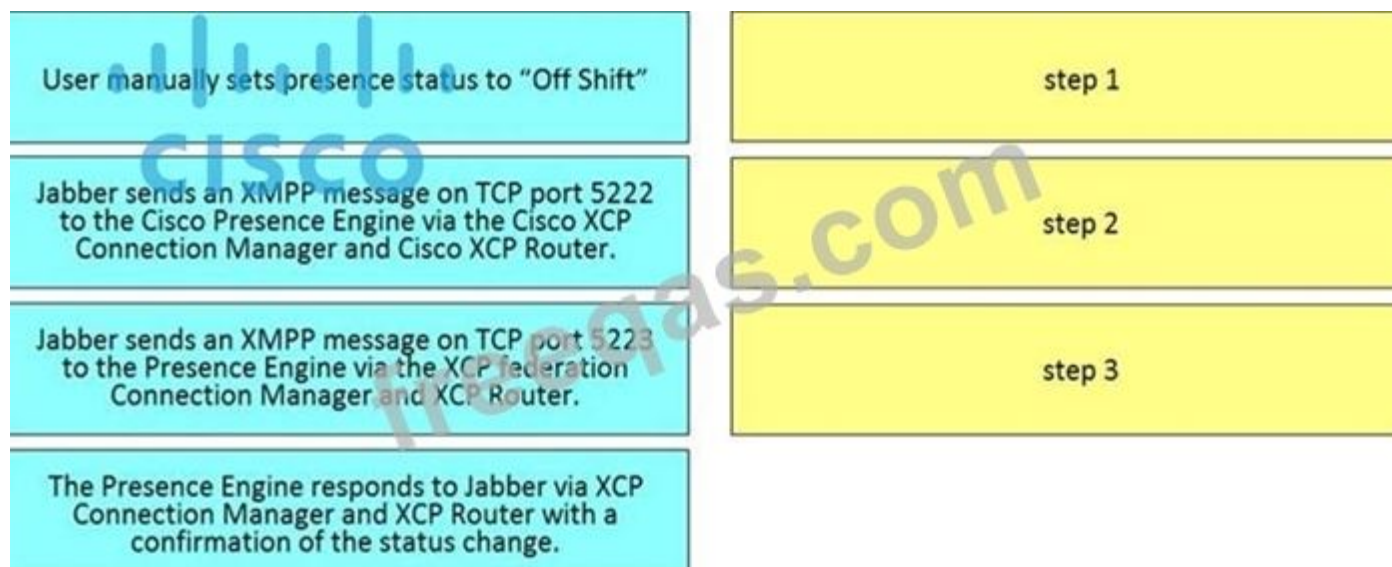 User manually sets presence status to “Off Shift”
step 1
CISCO
Jabber sends an XMPP message on TCP port 5222
to the Cisco Presence Engine via the Cisco XCP
Connection Manager and Cisco XCP Router.
step 2
Jabber sends an XMPP message on TCP port 5223
to the Presence Engine via the XCP federation
Connection Manager and XCP Router.
step 3
freeqas.com
The Presence Engine responds to Jabber via XCP
Connection Manager and XCP Router with a
confirmation of the status change.